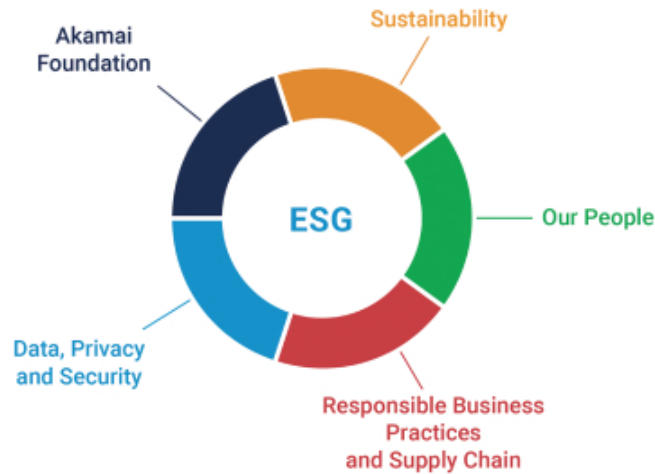 Sustainability
Akamai
Foundation
ESG
Our People
Data, Privacy
and Security
Responsible Business
Practices
and Supply Chain